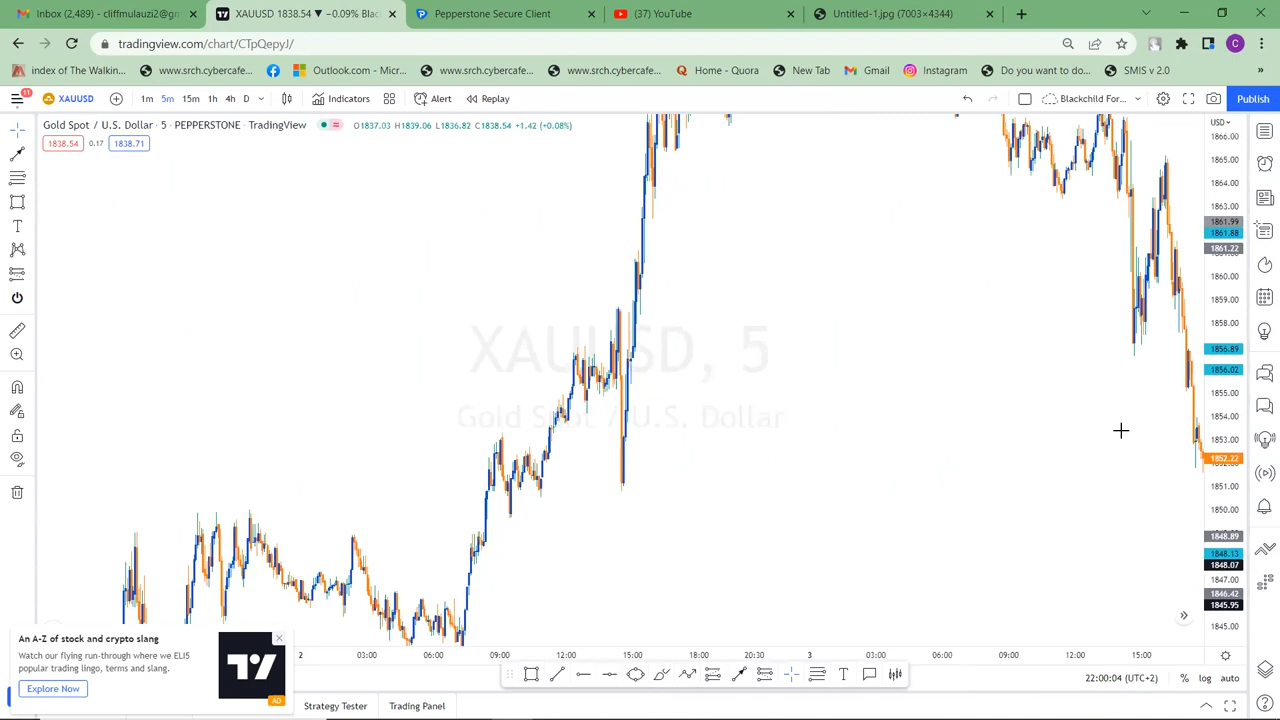 Inbox (2,489) - cliffmulauzi2@gm
XAUUSD 1838.54 ▼ −0.09% Blac
Pepperstone Secure Client
(37) YouTube
Untitled-1.jpg (7003×4344)
tradingview.com/chart/CTpQepyJ/
index of The Walkin...
www.srch.cybercafe...
Outlook.com - Micr...
www.srch.cybercafe...
www.srch.cybercafe...
Home - Quora
New Tab
Gmail
Instagram
Do you want to do...
SMIS v 2.0
11
XAUUSD
1m 5m 15m 1h 4h D
Indicators
Alert
Replay
Blackchild For...
Publish
Gold Spot / U.S. Dollar · 5 · PEPPERSTONE · TradingView
O1837.03 H1839.06 L1836.82 C1838.54 +1.42 (+0.08%)
1838.54 0.17 1838.71
XAUUSD, 5
Gold Spot / U.S. Dollar
USD
1866.00
1865.00
1864.00
1863.00
1861.99
1861.88
1861.22
1860.00
1859.00
1858.00
1856.89
1856.02
1855.00
1854.00
1853.00
1852.22
1851.00
1850.00
1848.89
1848.13
1848.07
1847.00
1846.42
1845.95
1845.00
An A-Z of stock and crypto slang
Watch our flying run-through where we ELI5
popular trading lingo, terms and slang.
Explore Now
AD
2 03:00 06:00 09:00 12:00 15:00 18:00 20:30 3 03:00 06:00 09:00 12:00 15:00
22:00:04 (UTC+2)
% log auto
Strategy Tester
Trading Panel